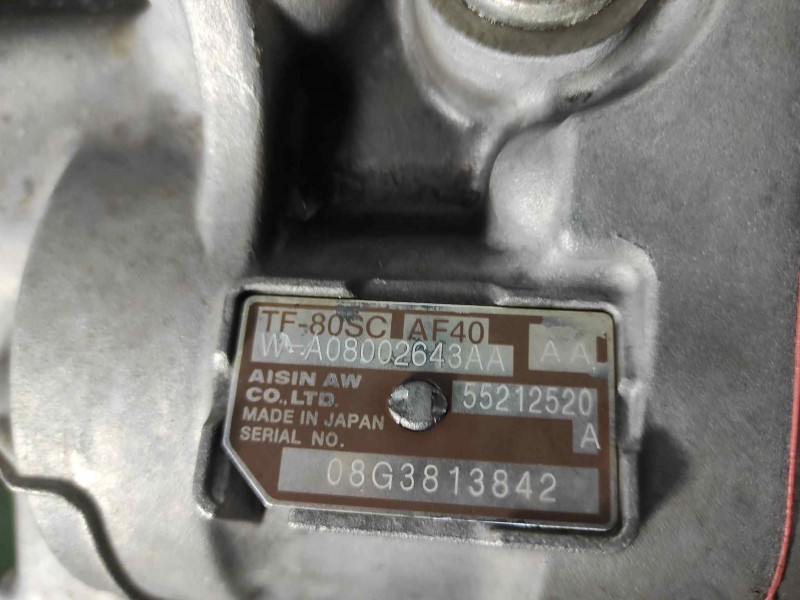 TF-80SC AF40
W-A08002643AA AA
AISIN AW
CO.,LTD. 55212520
MADE IN JAPAN A
SERIAL NO.
08G3813842